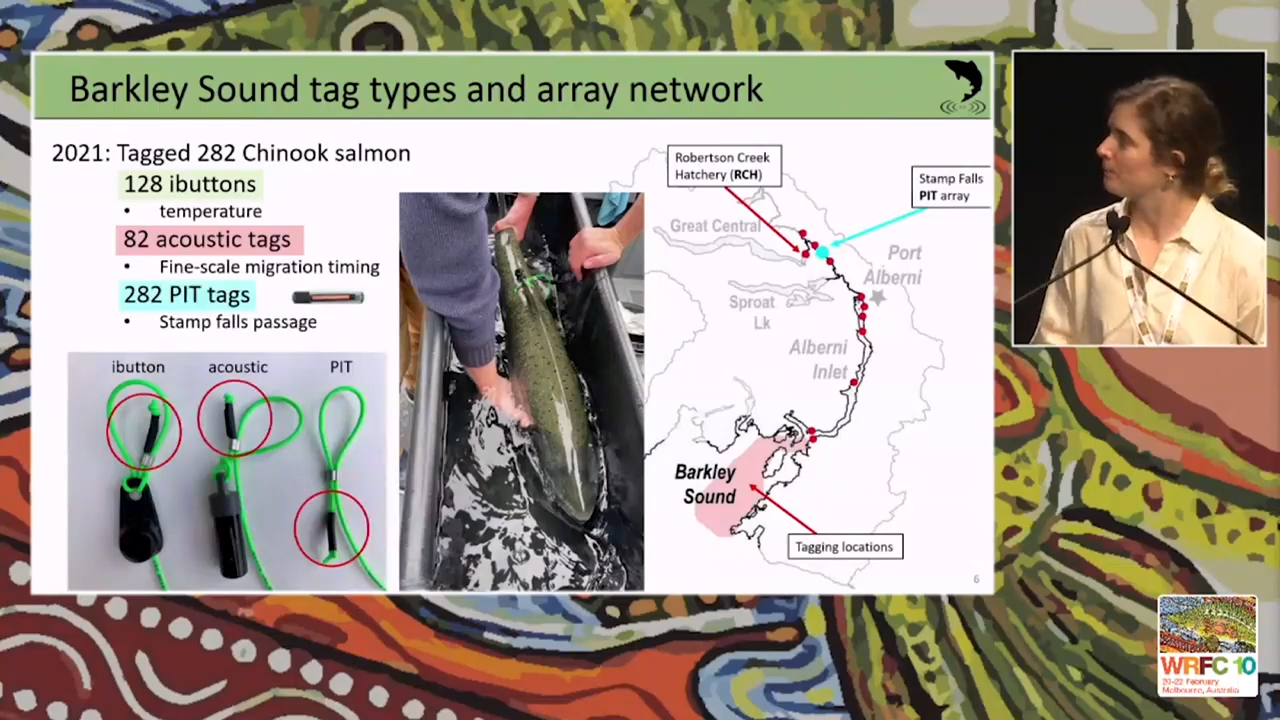 Barkley Sound tag types and array network
2021: Tagged 282 Chinook salmon
128 ibuttons
• temperature
82 acoustic tags
• Fine-scale migration timing
282 PIT tags
• Stamp falls passage
ibutton acoustic PIT
Robertson Creek
Hatchery (RCH)
Stamp Falls
PIT array
Great Central
Port
Alberni
Sproat
Lk
Alberni
Inlet
Barkley
Sound
Tagging locations
6
WRFC 10
20-22 February
Melbourne, Australia